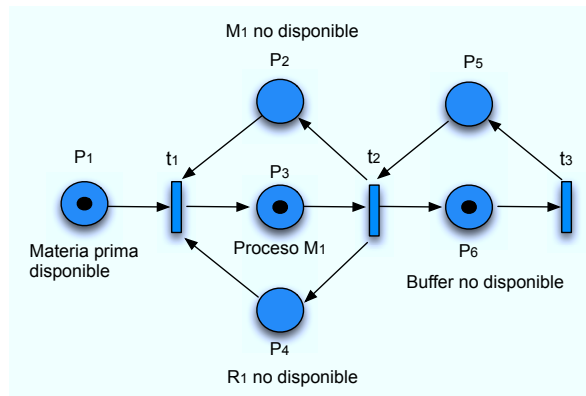 M1 no disponible
P2
P5
P1
t1
P3
t2
t3
Materia prima
disponible
Proceso M1
P6
Buffer no disponible
P4
R1 no disponible